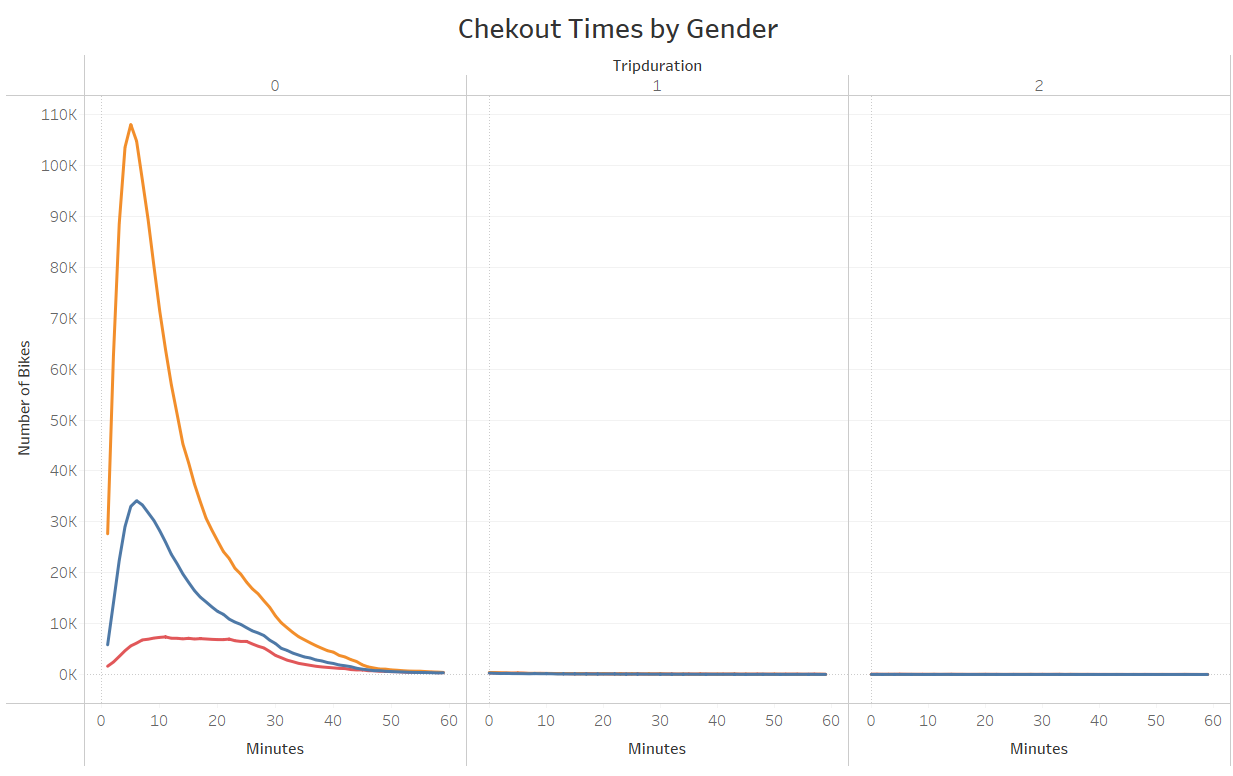 Chekout Times by Gender
Tripduration
0 1 2
110K
100K
90K
80K
70K
60K
50K
40K
30K
20K
10K
0K
Number of Bikes
0 10 20 30 40 50 60 0 10 20 30 40 50 60 0 10 20 30 40 50 60
Minutes Minutes Minutes